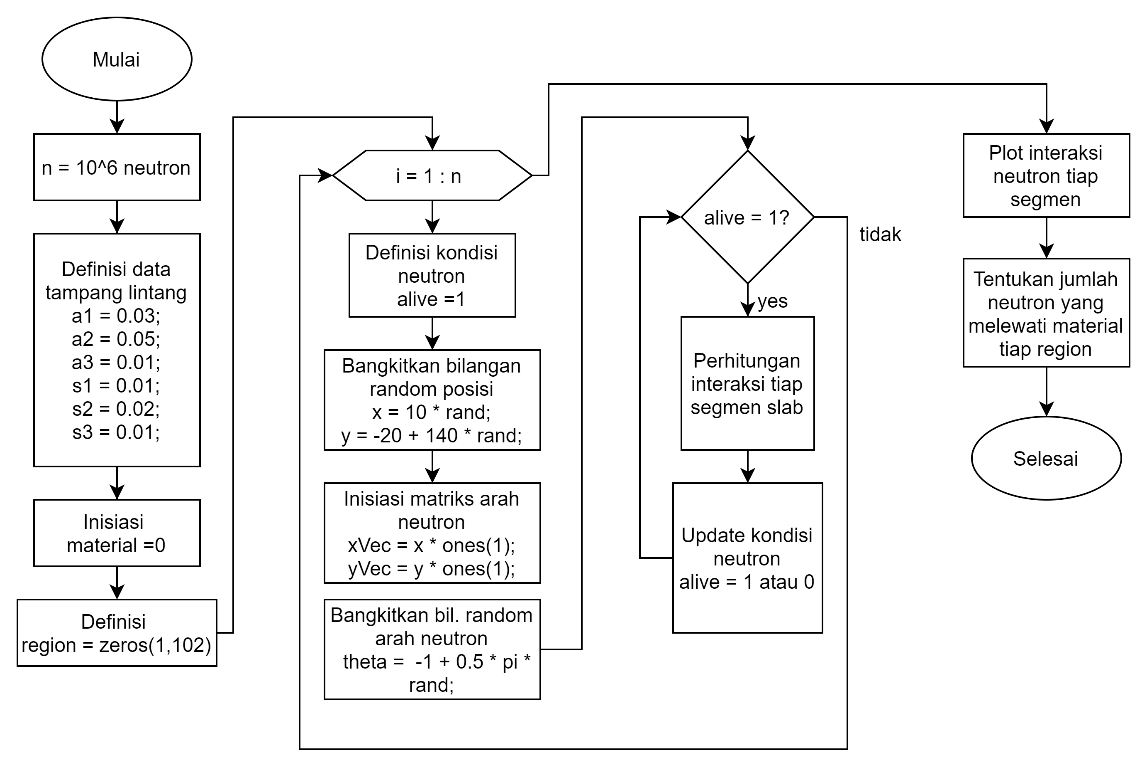 Mulai
n = 10^6 neutron
Definisi data
tampang lintang
a1 = 0.03;
a2 = 0.05;
a3 = 0.01;
s1 = 0.01;
s2 = 0.02;
s3 = 0.01;
Inisiasi
material =0
Definisi
region = zeros(1,102)
i = 1 : n
Definisi kondisi
neutron
alive =1
Bangkitkan bilangan
random posisi
x = 10 * rand;
y = -20 + 140 * rand;
Inisiasi matriks arah
neutron
xVec = x * ones(1);
yVec = y * ones(1);
Bangkitkan bil. random
arah neutron
theta = -1 + 0.5 * pi *
rand;
alive = 1?
tidak
yes
Perhitungan
interaksi tiap
segmen slab
Update kondisi
neutron
alive = 1 atau 0
Plot interaksi
neutron tiap
segmen
Tentukan jumlah
neutron yang
melewati material
tiap region
Selesai